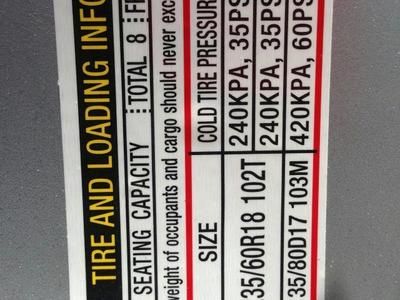 TIRE AND LOADING INFO
SEATING CAPACITY TOTAL 8 FR
weight of occupants and cargo should never exc
SIZE COLD TIRE PRESSURE
35/60R18 102T 240KPA, 35PS
240KPA, 35PS
35/80D17 103M 420KPA, 60PS